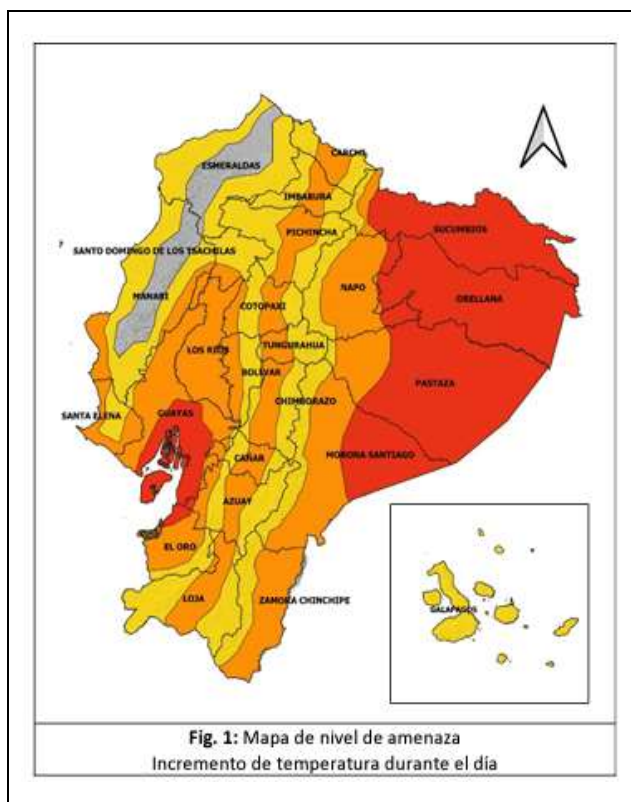 CARCHI
ESMERALDAS
IMBABURA
SUCUMBIOS
PICHINCHA
SANTO DOMINGO DE LOS TSACHILAS
NAPO
ORELLANA
MANABI
COTOPAXI
LOS RIOS
TUNGURAHUA
BOLIVAR
PASTAZA
CHIMBORAZO
SANTA ELENA
GUAYAS
MORONA SANTIAGO
CAÑAR
AZUAY
EL ORO
LOJA
ZAMORA CHINCHIPE
GALAPAGOS
Fig. 1: Mapa de nivel de amenaza
Incremento de temperatura durante el día